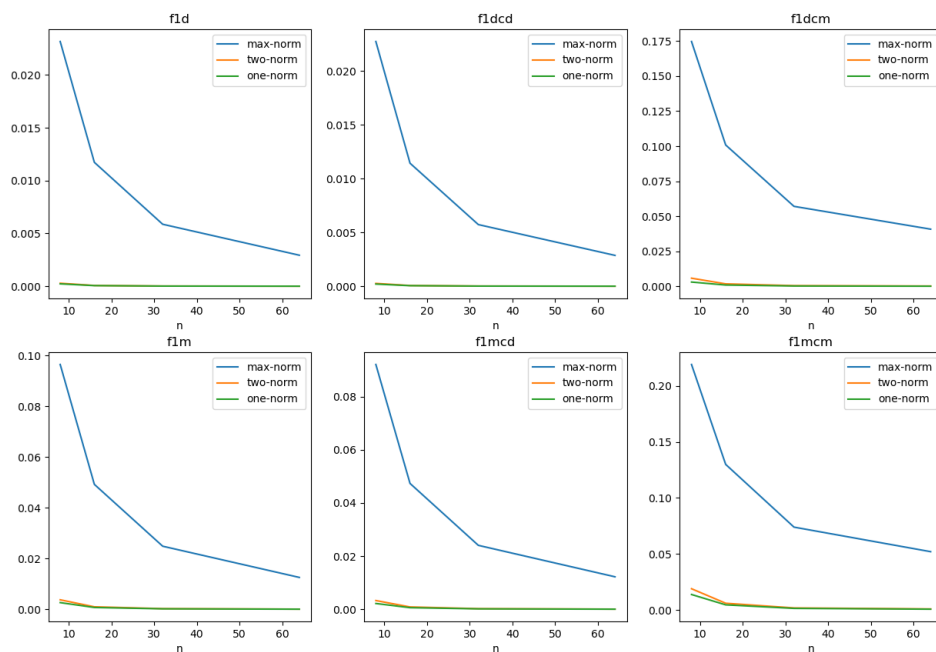 f1d
max-norm
two-norm
one-norm
0.020
0.015
0.010
0.005
0.000
10 20 30 40 50 60
n
f1dcd
max-norm
two-norm
one-norm
0.020
0.015
0.010
0.005
0.000
10 20 30 40 50 60
n
f1dcm
max-norm
two-norm
one-norm
0.175
0.150
0.125
0.100
0.075
0.050
0.025
0.000
10 20 30 40 50 60
n
f1m
max-norm
two-norm
one-norm
0.10
0.08
0.06
0.04
0.02
0.00
10 20 30 40 50 60
n
f1mcd
max-norm
two-norm
one-norm
0.08
0.06
0.04
0.02
0.00
10 20 30 40 50 60
n
f1mcm
max-norm
two-norm
one-norm
0.20
0.15
0.10
0.05
0.00
10 20 30 40 50 60
n